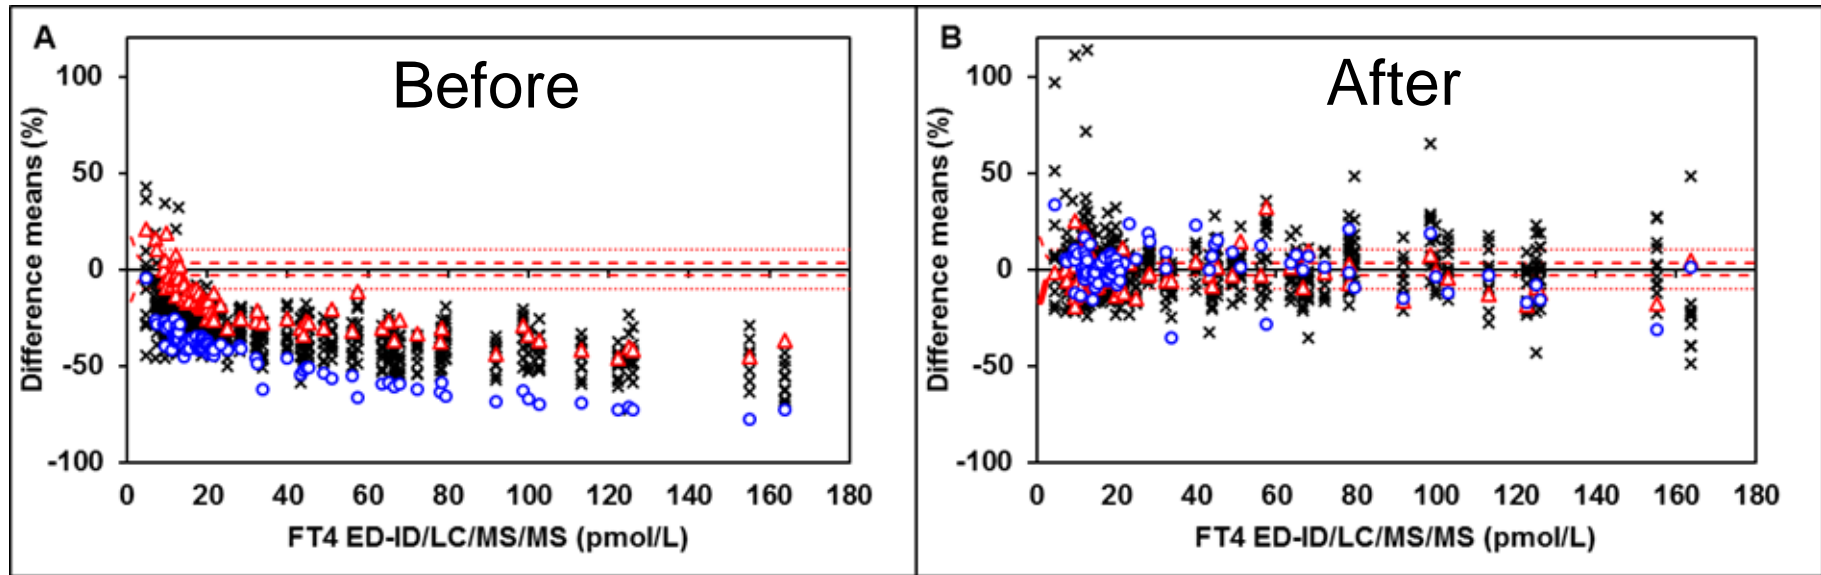 A
Before
100
50
0
-50
-100
Difference means (%)
0 20 40 60 80 100 120 140 160 180
FT4 ED-ID/LC/MS/MS (pmol/L)
B
After
100
50
0
-50
-100
Difference means (%)
0 20 40 60 80 100 120 140 160 180
FT4 ED-ID/LC/MS/MS (pmol/L)